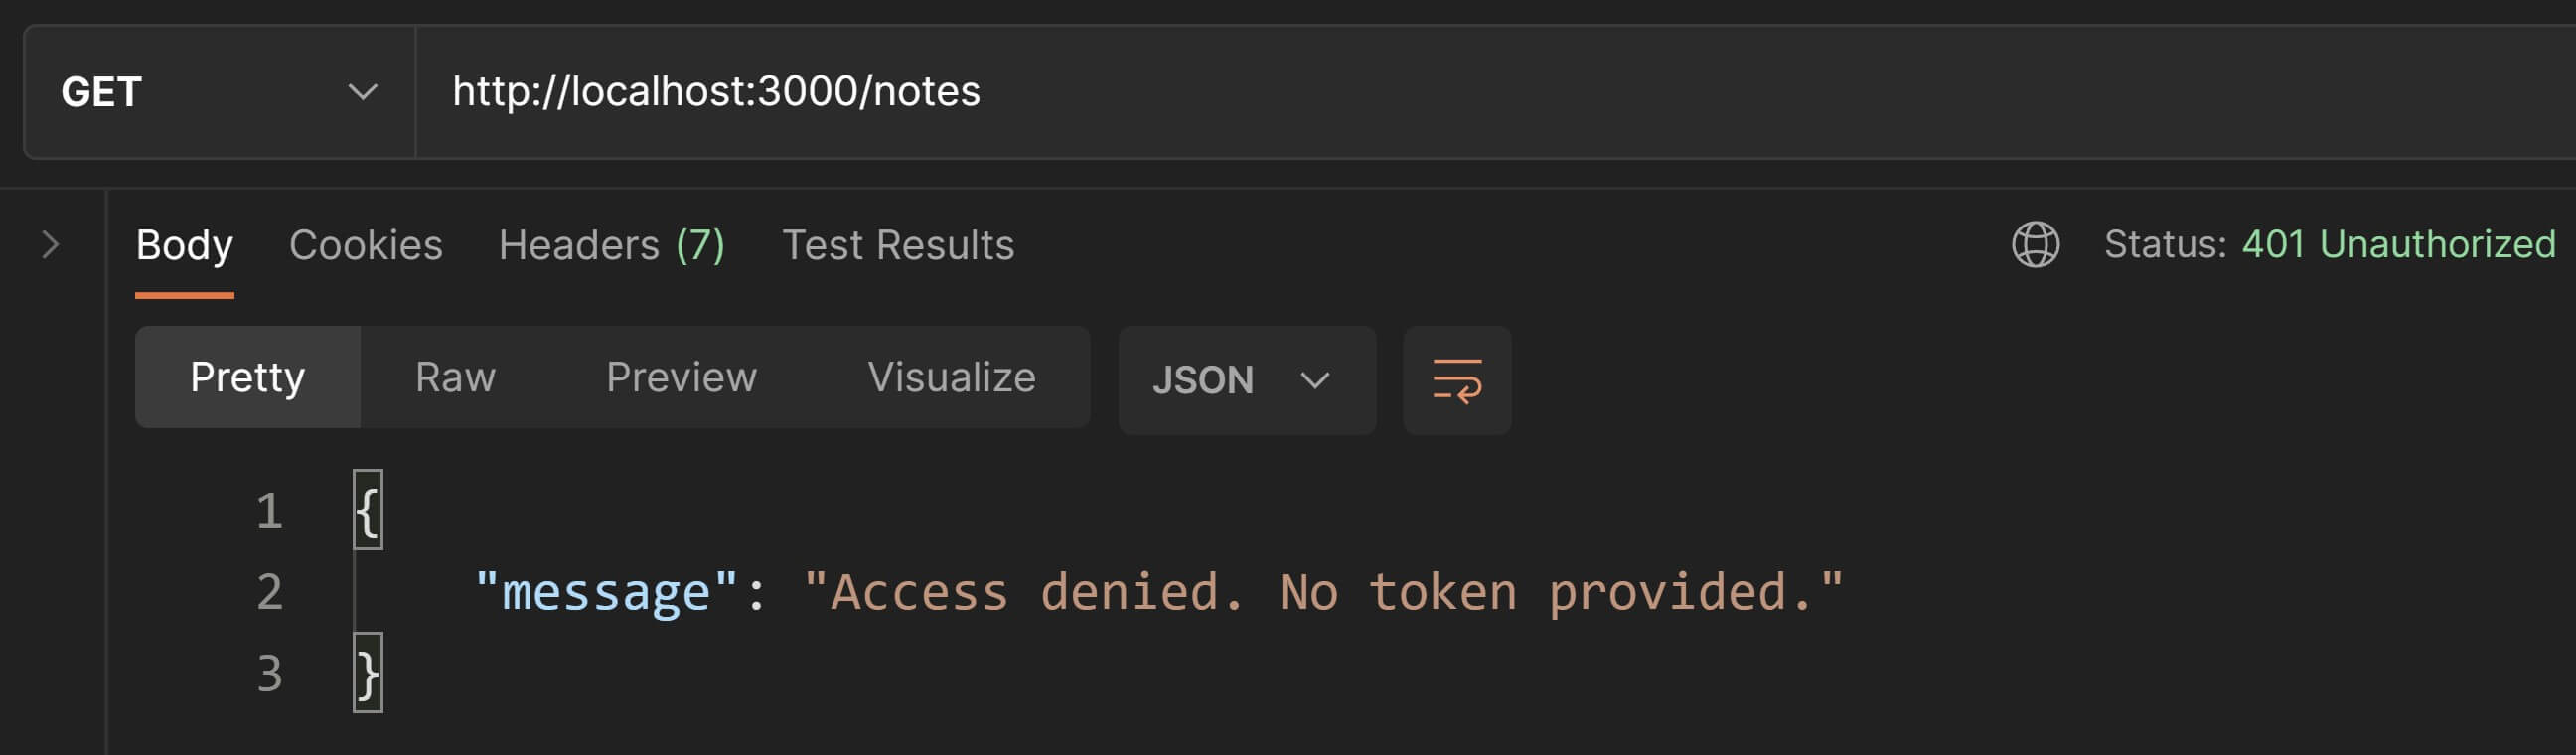 GET http://localhost:3000/notes
Body Cookies Headers (7) Test Results Status: 401 Unauthorized
Pretty Raw Preview Visualize JSON
1 {
2 "message": "Access denied. No token provided."
3 }